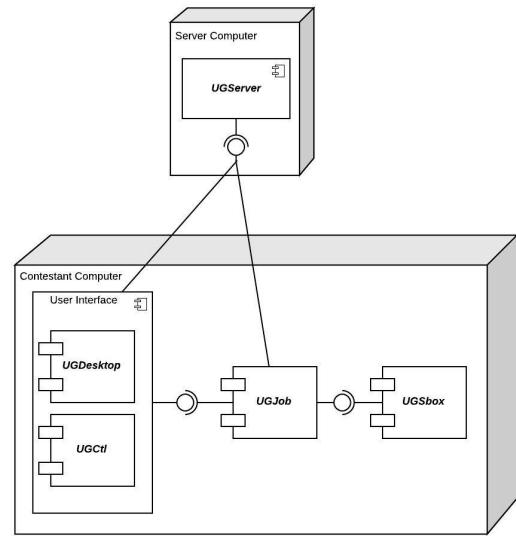 Server Computer
UGServer
Contestant Computer
User Interface
UGDesktop
UGCtl
UGJob
UGSbox